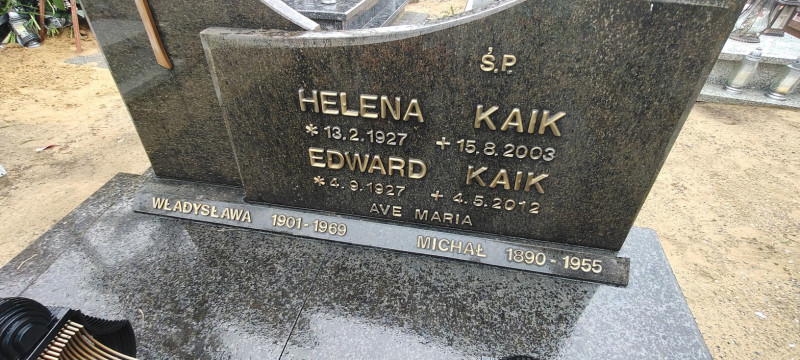 Ś.P.
HELENA KAIK
* 13.2.1927 + 15.8.2003
EDWARD KAIK
* 4.9.1927 + 4.5.2012
AVE MARIA
WŁADYSŁAWA 1901-1969 MICHAŁ 1890-1955